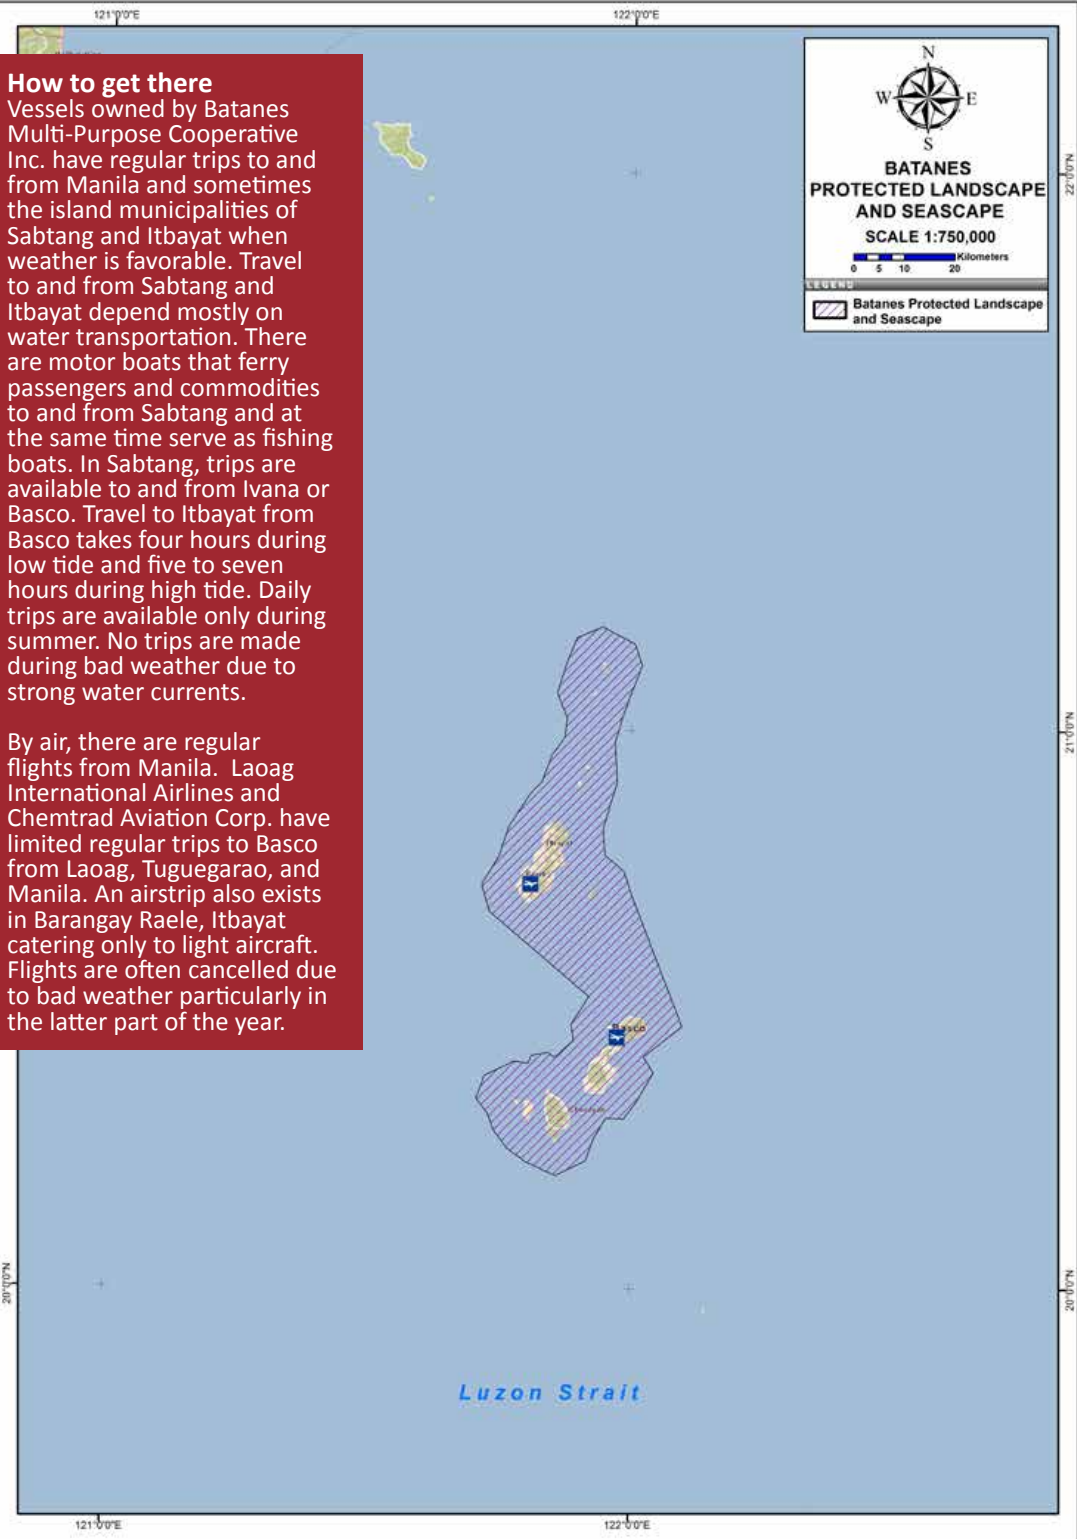 121°0'0"E
122°0'0"E
How to get there
Vessels owned by Batanes
Multi-Purpose Cooperative
Inc. have regular trips to and
from Manila and sometimes
the island municipalities of
Sabtang and Itbayat when
weather is favorable. Travel
to and from Sabtang and
Itbayat depend mostly on
water transportation. There
are motor boats that ferry
passengers and commodities
to and from Sabtang and at
the same time serve as fishing
boats. In Sabtang, trips are
available to and from Ivana or
Basco. Travel to Itbayat from
Basco takes four hours during
low tide and five to seven
hours during high tide. Daily
trips are available only during
summer. No trips are made
during bad weather due to
strong water currents.
By air, there are regular
flights from Manila.  Laoag
International Airlines and
Chemtrad Aviation Corp. have
limited regular trips to Basco
from Laoag, Tuguegarao, and
Manila. An airstrip also exists
in Barangay Raele, Itbayat
catering only to light aircraft.
Flights are often cancelled due
to bad weather particularly in
the latter part of the year.
N
W E
S
BATANES
PROTECTED LANDSCAPE
AND SEASCAPE
SCALE 1:750,000
Kilometers
0 5 10 20
LEGEND
Batanes Protected Landscape
and Seascape
22°0'0"N
21°0'0"N
Basco
20°0'0"N
20°0'0"N
Luzon Strait
121°0'0"E
122°0'0"E